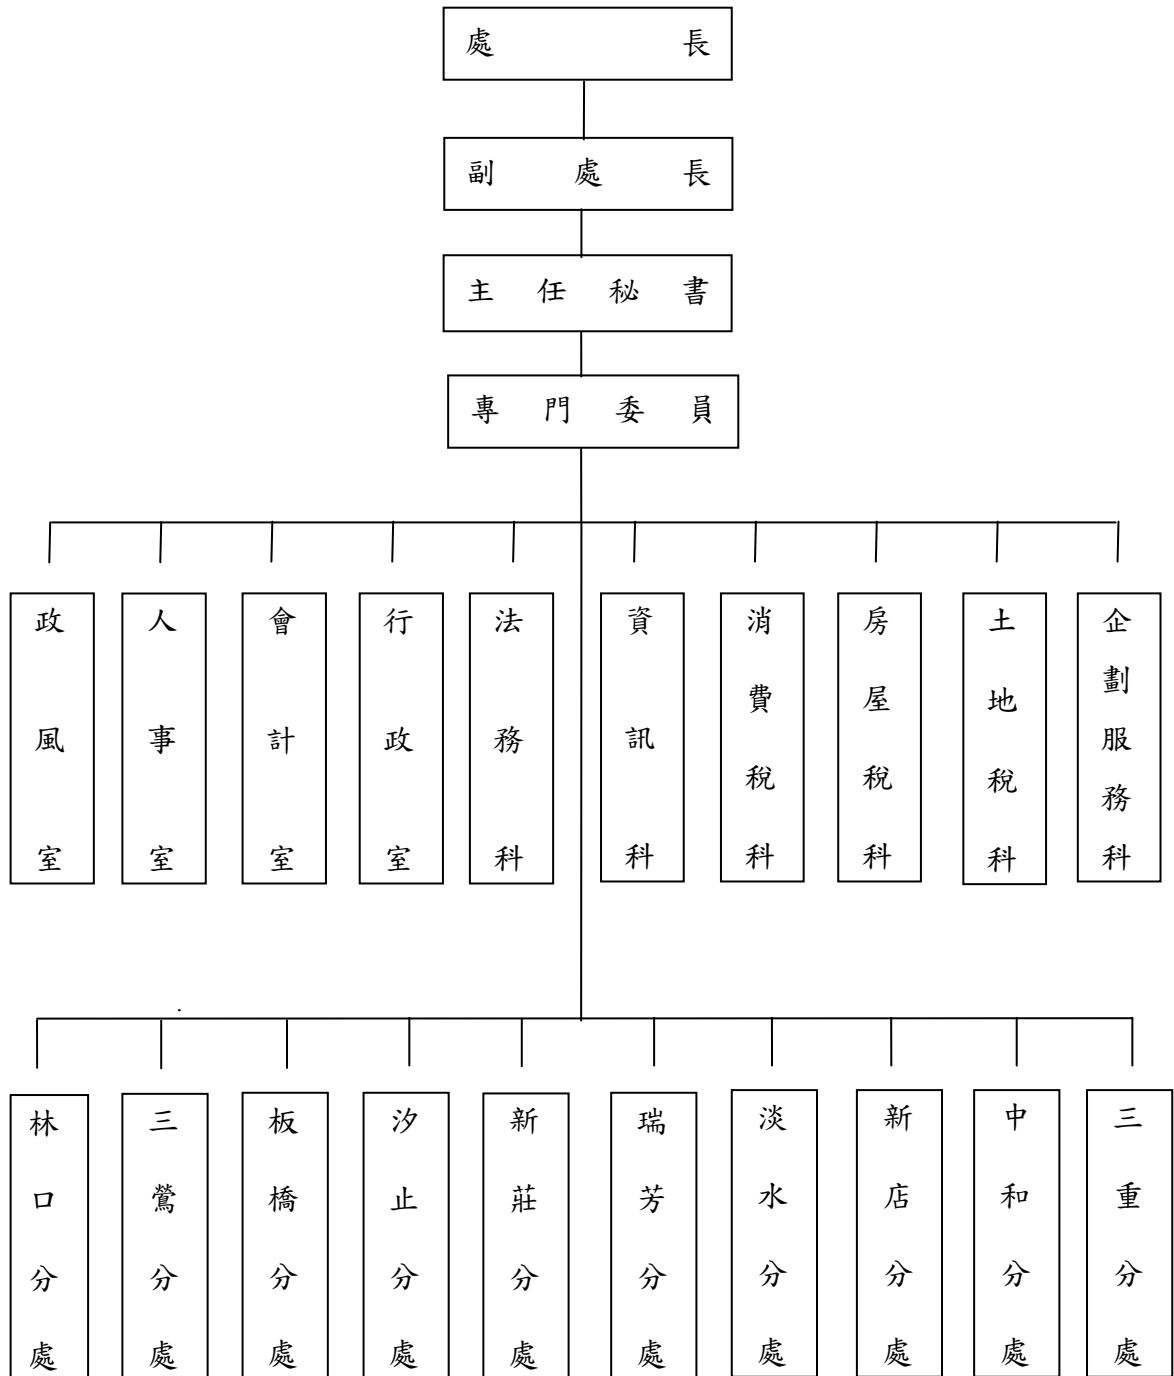 處長
副處長
主任秘書
專門委員
政風室
人事室
會計室
行政室
法務科
資訊科
消費稅科
房屋稅科
土地稅科
企劃服務科
林口分處
三鶯分處
板橋分處
汐止分處
新莊分處
瑞芳分處
淡水分處
新店分處
中和分處
三重分處